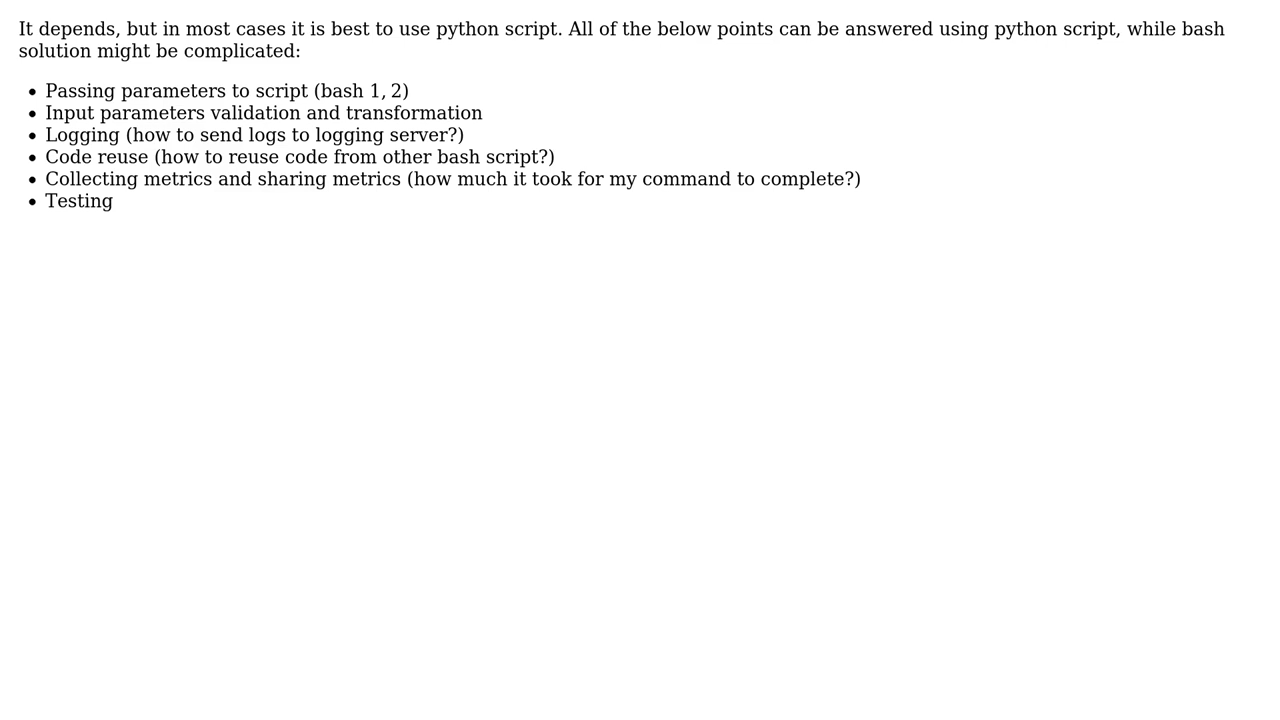 It depends, but in most cases it is best to use python script. All of the below points can be answered using python script, while bash
solution might be complicated:
• Passing parameters to script (bash 1, 2)
• Input parameters validation and transformation
• Logging (how to send logs to logging server?)
• Code reuse (how to reuse code from other bash script?)
• Collecting metrics and sharing metrics (how much it took for my command to complete?)
• Testing